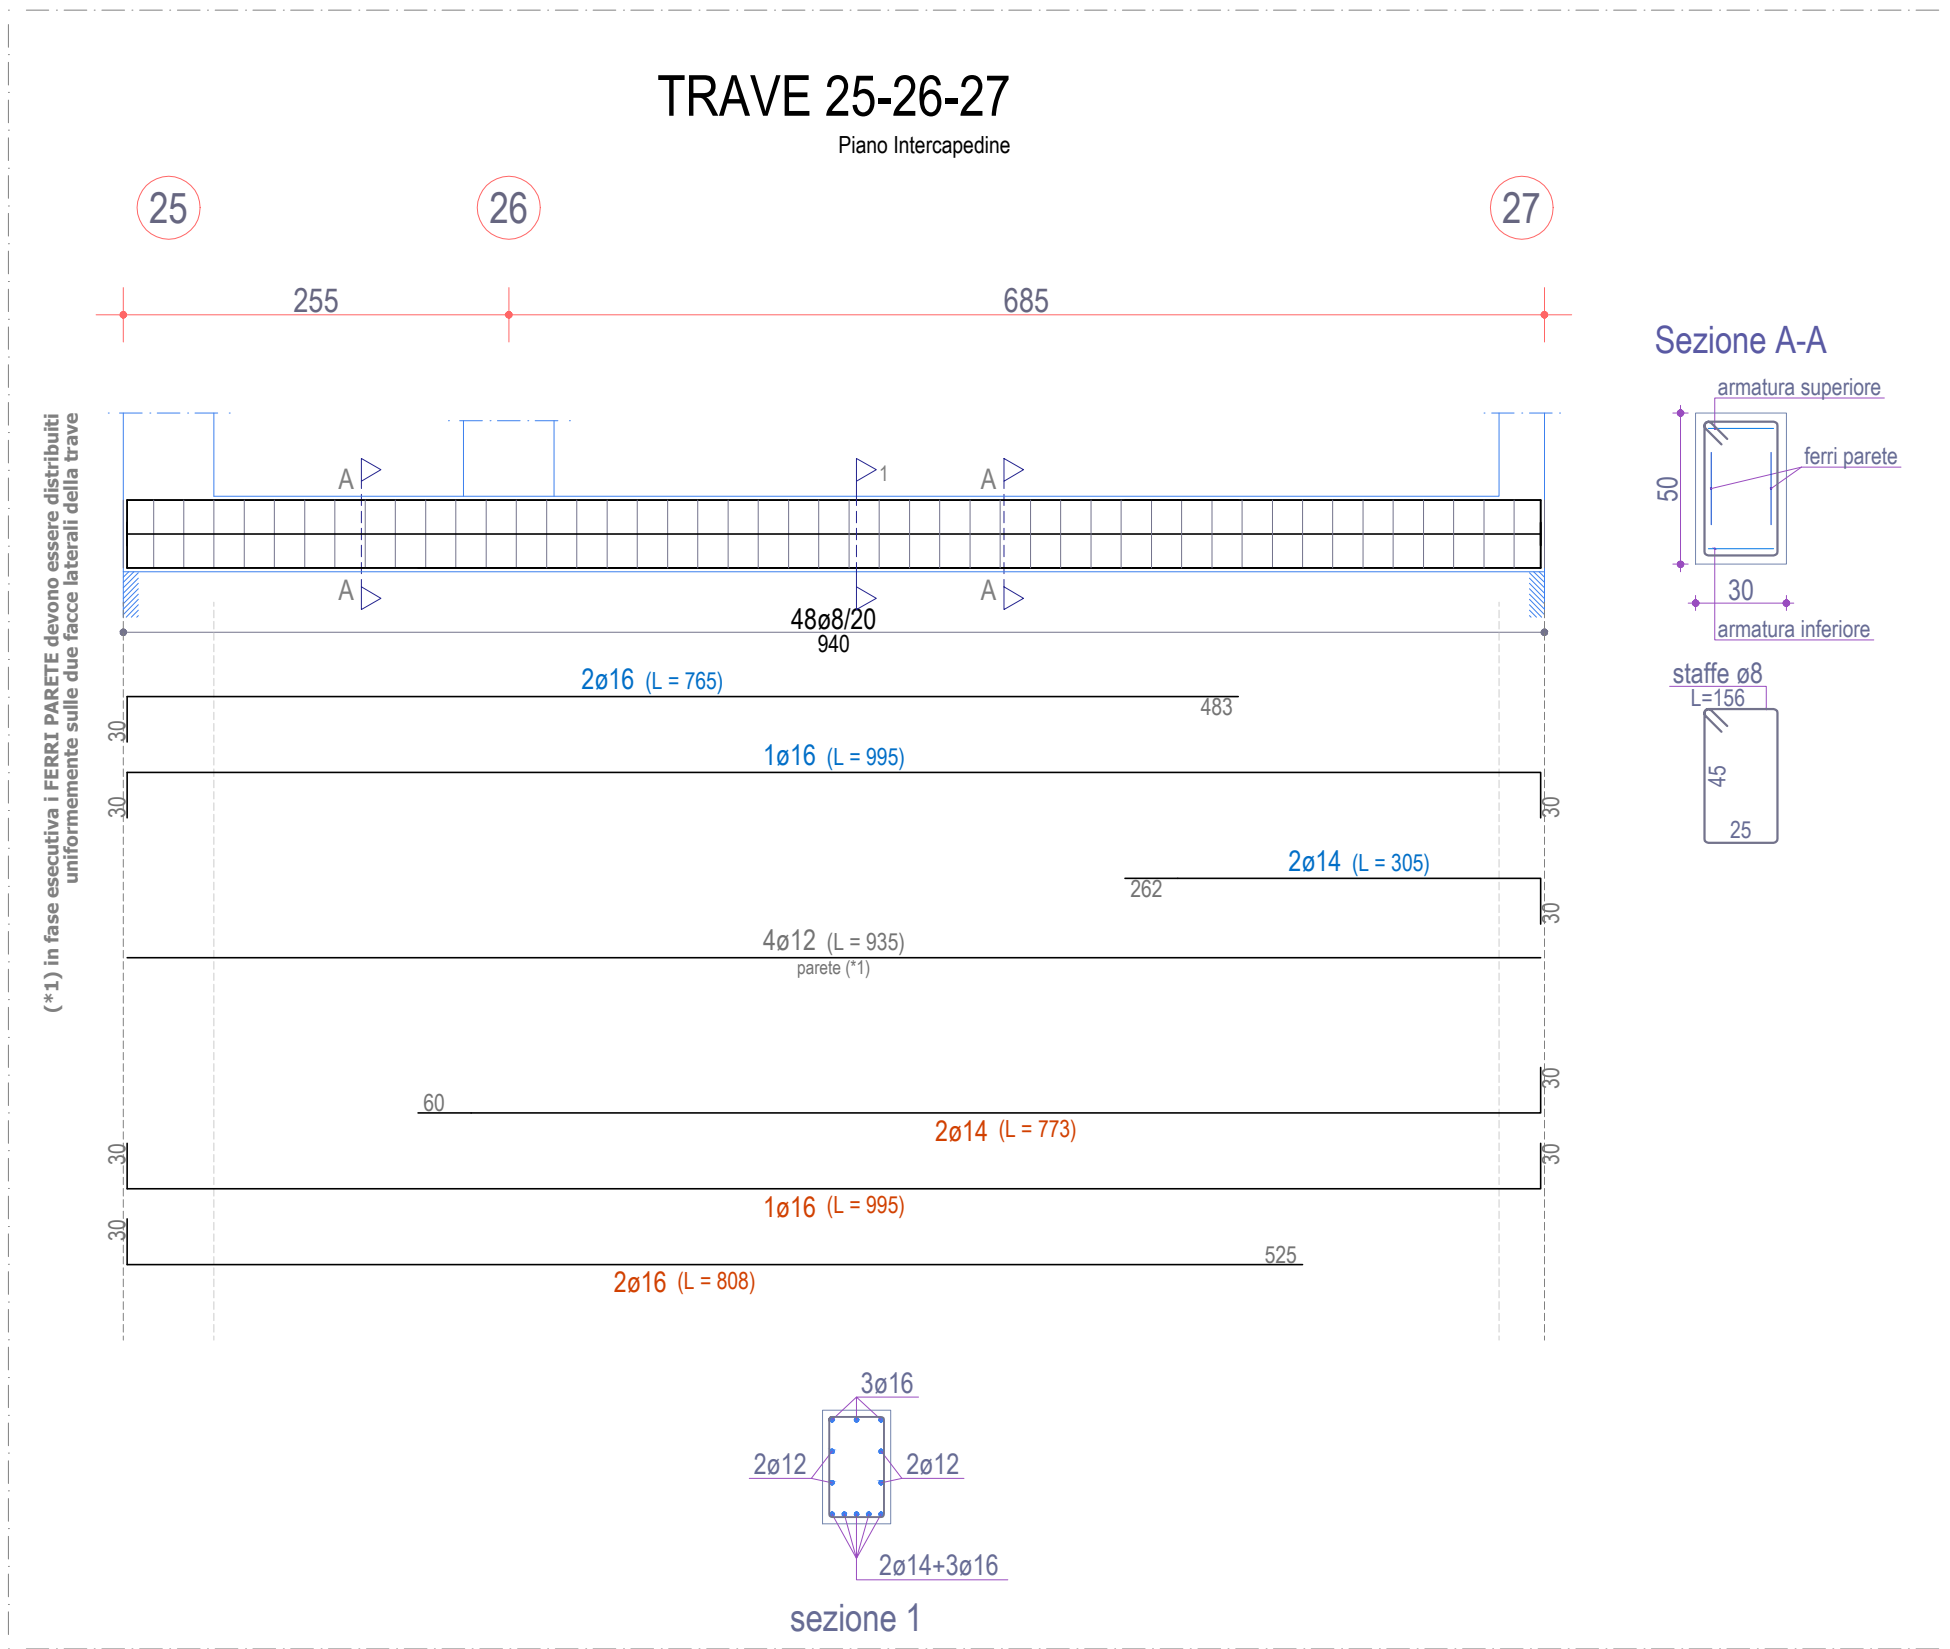 TRAVE 25-26-27
Piano Intercapedine
25
26
27
255
685
(*1) in fase esecutiva i FERRI PARETE devono essere distribuiti
uniformemente sulle due facce laterali della trave
A
1
A
A
A
48ø8/20
940
2ø16 (L = 765)
483
30
1ø16 (L = 995)
30
30
2ø14 (L = 305)
262
30
4ø12 (L = 935)
parete (*1)
30
60
2ø14 (L = 773)
30
30
1ø16 (L = 995)
30
525
2ø16 (L = 808)
Sezione A-A
armatura superiore
ferri parete
50
30
armatura inferiore
staffe ø8
L=156
45
25
3ø16
2ø12
2ø12
2ø14+3ø16
sezione 1